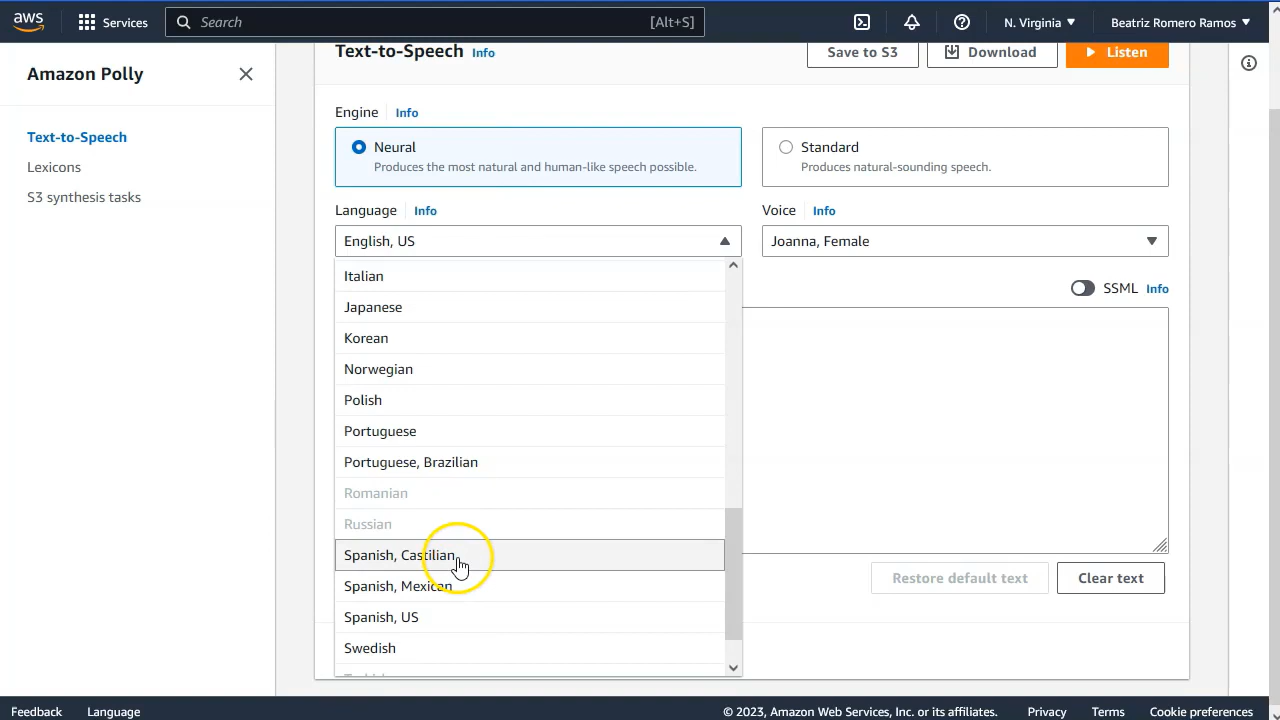 aws
Services
Search
[Alt+S]
N. Virginia
Beatriz Romero Ramos
Amazon Polly
Text-to-Speech
Lexicons
S3 synthesis tasks
Text-to-Speech
Info
Save to S3
Download
Listen
Engine
Info
Neural
Produces the most natural and human-like speech possible.
Standard
Produces natural-sounding speech.
Language
Info
English, US
Voice
Info
Joanna, Female
SSML
Info
Italian
Japanese
Korean
Norwegian
Polish
Portuguese
Portuguese, Brazilian
Romanian
Russian
Spanish, Castilian
Spanish, Mexican
Spanish, US
Swedish
Restore default text
Clear text
Feedback
Language
© 2023, Amazon Web Services, Inc. or its affiliates.
Privacy
Terms
Cookie preferences